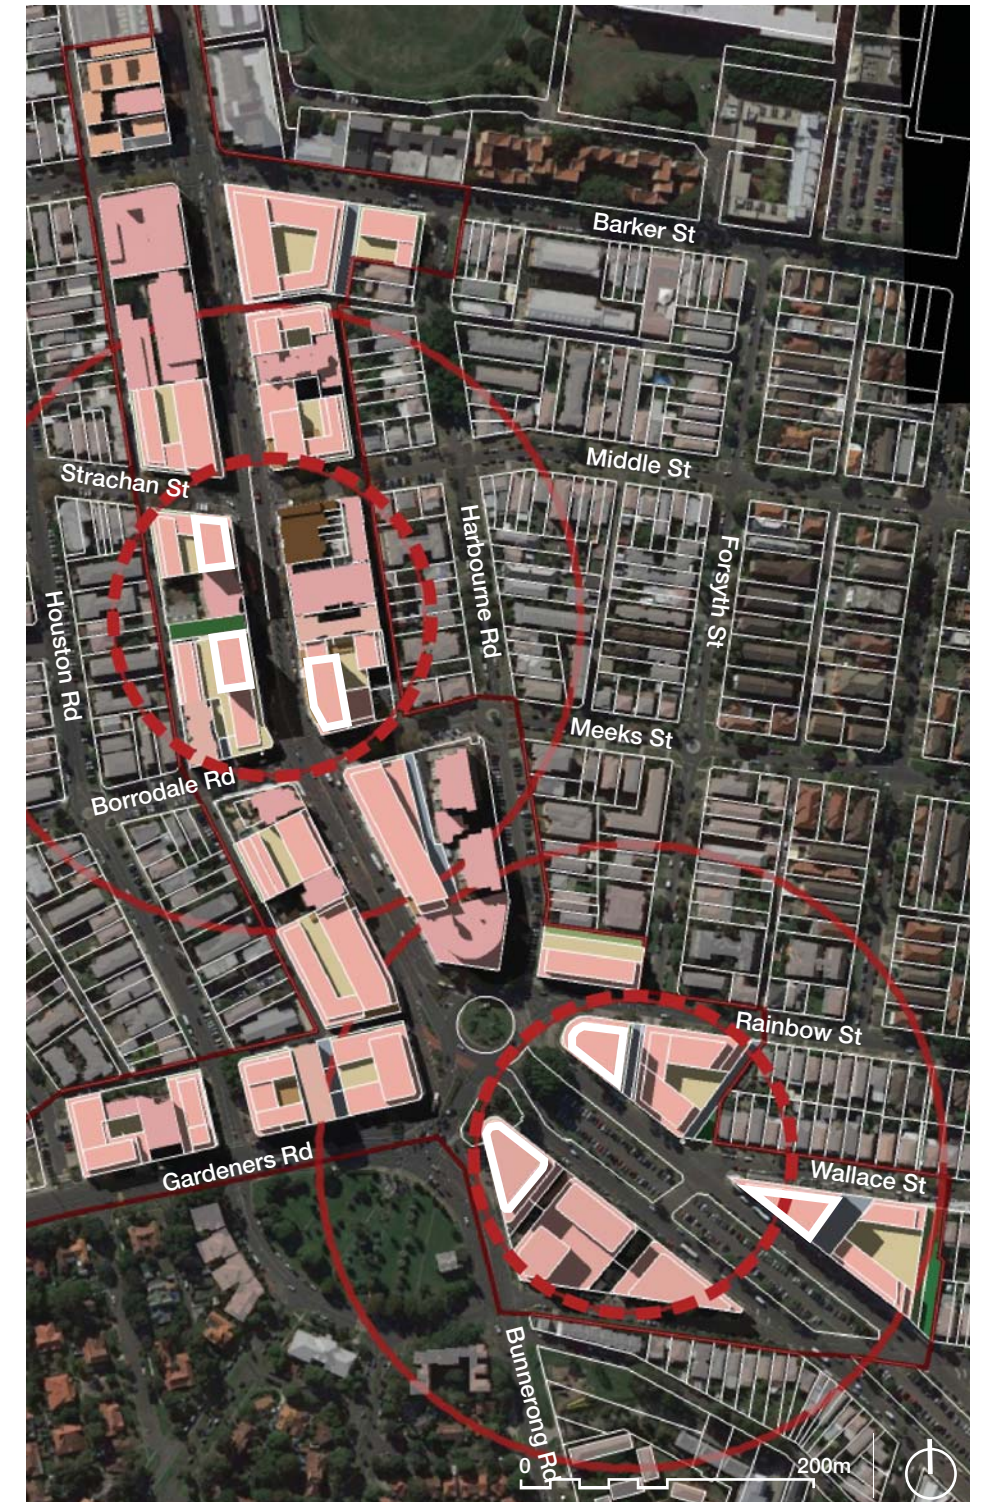 Barker St
Middle St
Strachan St
Harbourne Rd
Forsyth St
Houston Rd
Meeks St
Borrodale Rd
Rainbow St
Gardeners Rd
Wallace St
Bunnerong Rd
0
200m